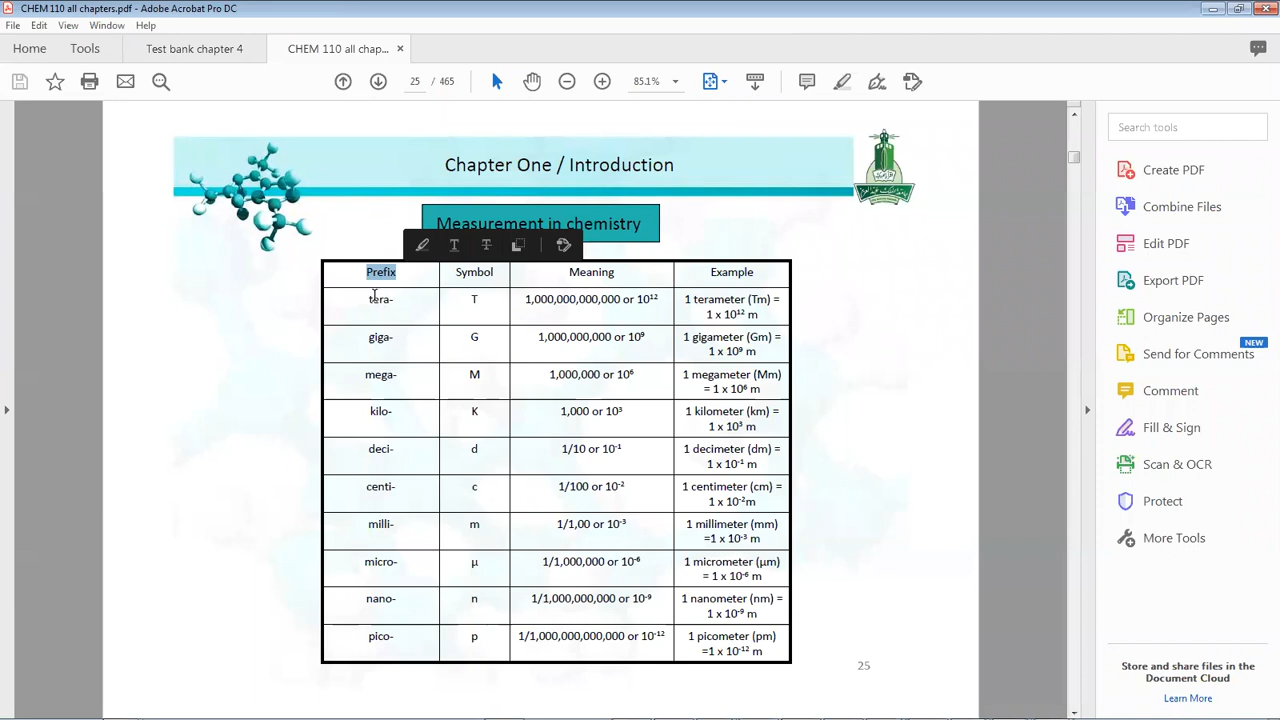 CHEM 110 all chapters.pdf - Adobe Acrobat Pro DC
File Edit View Window Help
Home Tools Test bank chapter 4 CHEM 110 all chap... ×
25 / 465 85.1%
Search tools
Create PDF
Combine Files
Edit PDF
Export PDF
Organize Pages
NEW
Send for Comments
Comment
Fill & Sign
Scan & OCR
Protect
More Tools
Store and share files in the
Document Cloud
Learn More
Chapter One / Introduction
Measurement in chemistry
Prefix Symbol Meaning Example
tera- T 1,000,000,000,000 or 10¹² 1 terameter (Tm) =
1 x 10¹² m
giga- G 1,000,000,000 or 10⁹ 1 gigameter (Gm) =
1 x 10⁹ m
mega- M 1,000,000 or 10⁶ 1 megameter (Mm)
= 1 x 10⁶ m
kilo- K 1,000 or 10³ 1 kilometer (km) =
1 x 10³ m
deci- d 1/10 or 10⁻¹ 1 decimeter (dm) =
1 x 10⁻¹ m
centi- c 1/100 or 10⁻² 1 centimeter (cm) =
1 x 10⁻²m
milli- m 1/1,00 or 10⁻³ 1 millimeter (mm)
=1 x 10⁻³ m
micro- µ 1/1,000,000 or 10⁻⁶ 1 micrometer (µm)
= 1 x 10⁻⁶ m
nano- n 1/1,000,000,000 or 10⁻⁹ 1 nanometer (nm) =
1 x 10⁻⁹ m
pico- p 1/1,000,000,000,000 or 10⁻¹² 1 picometer (pm)
=1 x 10⁻¹² m
25